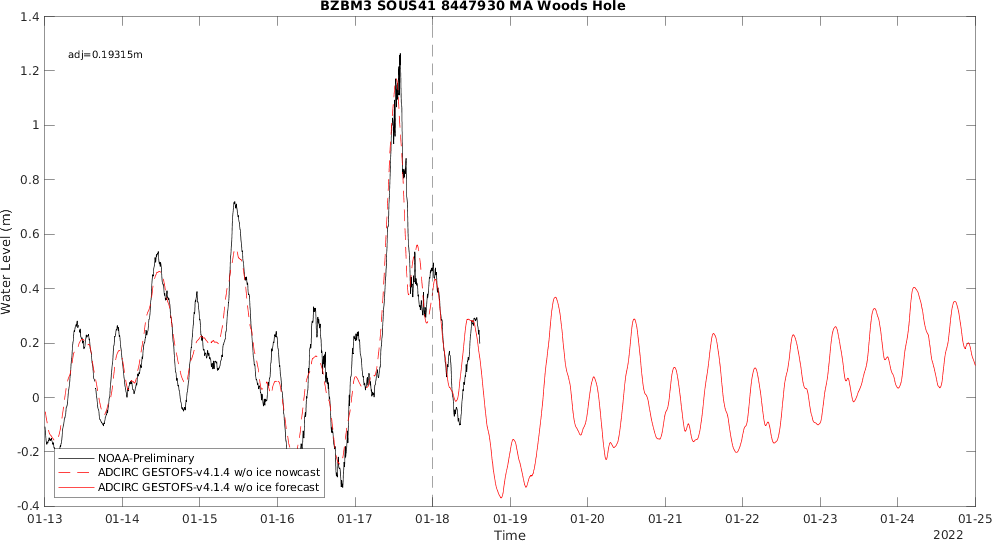 BZBM3 SOUS41 8447930 MA Woods Hole
adj=0.19315m
1.4
1.2
1
0.8
0.6
0.4
0.2
0
-0.2
-0.4
Water Level (m)
NOAA-Preliminary
ADCIRC GESTOFS-v4.1.4 w/o ice nowcast
ADCIRC GESTOFS-v4.1.4 w/o ice forecast
01-13 01-14 01-15 01-16 01-17 01-18 01-19 01-20 01-21 01-22 01-23 01-24 01-25
Time
2022